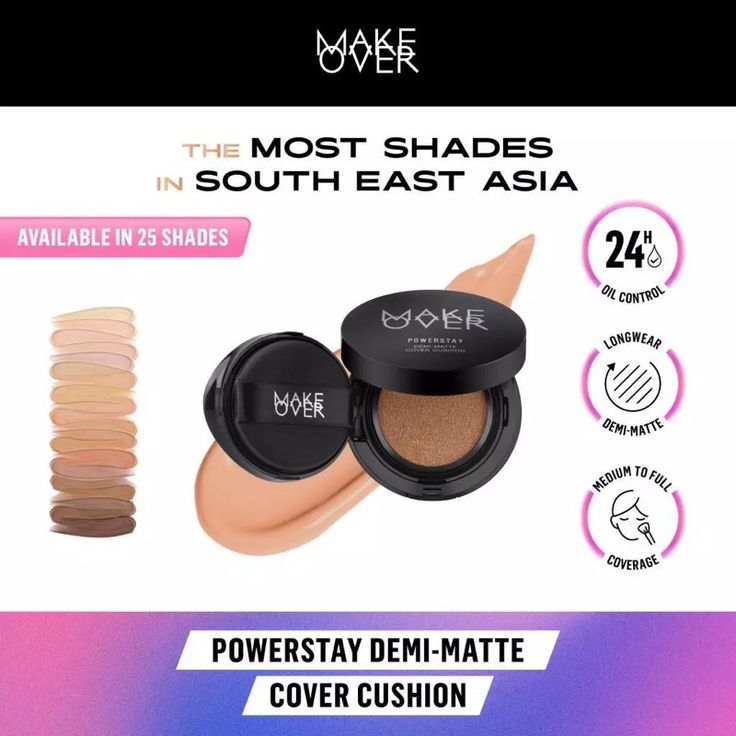 MAKE
OVER
THE MOST SHADES
IN SOUTH EAST ASIA
AVAILABLE IN 25 SHADES
24H
OIL CONTROL
MAKE
OVER
POWERSTAY
DEMI-MATTE
COVER CUSHION
MAKE
OVER
LONGWEAR
DEMI-MATTE
MEDIUM TO FULL
COVERAGE
POWERSTAY DEMI-MATTE
COVER CUSHION